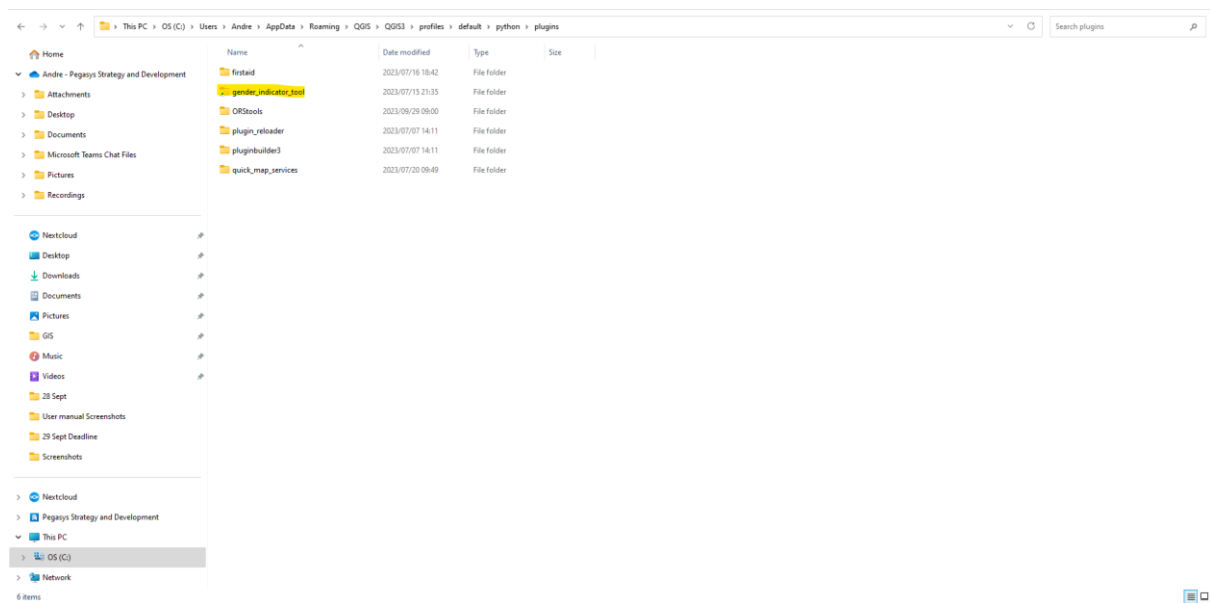 This PC > OS (C:) > Users > Andre > AppData > Roaming > QGIS > QGIS3 > profiles > default > python > plugins
Search plugins
Home
Andre - Pegasys Strategy and Development
Attachments
Desktop
Documents
Microsoft Teams Chat Files
Pictures
Recordings
Nextcloud
Desktop
Downloads
Documents
Pictures
GIS
Music
Videos
28 Sept
User manual Screenshots
29 Sept Deadline
Screenshots
Nextcloud
Pegasys Strategy and Development
This PC
OS (C:)
Network
Name Date modified Type Size
firstaid 2023/07/16 18:42 File folder
gender_indicator_tool 2023/07/15 21:35 File folder
ORStools 2023/09/29 09:00 File folder
plugin_reloader 2023/07/07 14:11 File folder
pluginbuilder3 2023/07/07 14:11 File folder
quick_map_services 2023/07/20 09:49 File folder
6 items